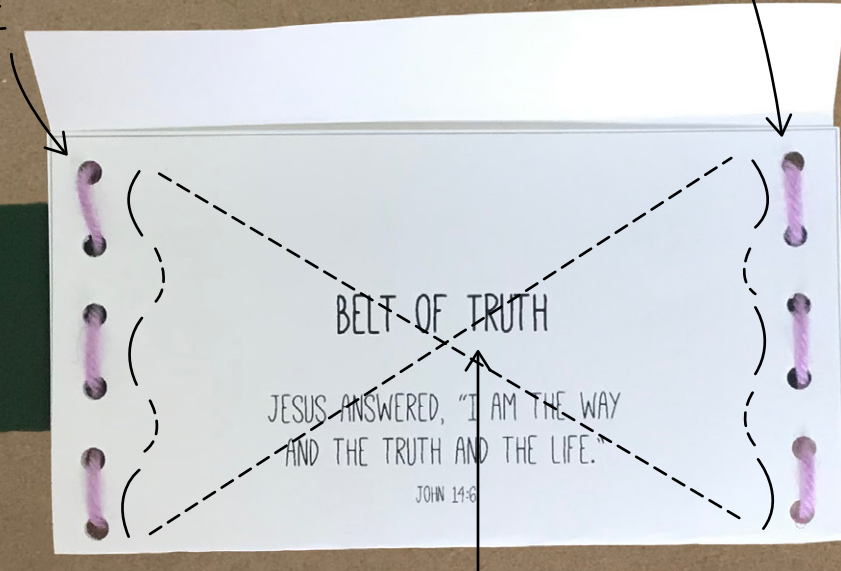 BELT OF TRUTH
JESUS ANSWERED, “I AM THE WAY
AND THE TRUTH AND THE LIFE.”
JOHN 14:6